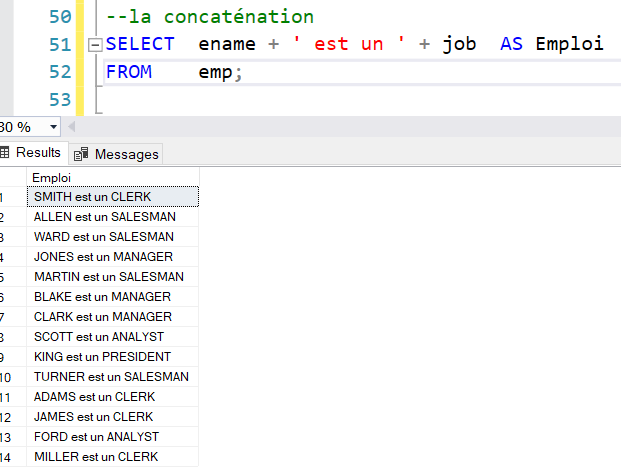 50 --la concaténation
51 SELECT ename + ' est un ' + job AS Emploi
52 FROM emp;
53
30 %
Results Messages
Emploi
1 SMITH est un CLERK
2 ALLEN est un SALESMAN
3 WARD est un SALESMAN
4 JONES est un MANAGER
5 MARTIN est un SALESMAN
6 BLAKE est un MANAGER
7 CLARK est un MANAGER
8 SCOTT est un ANALYST
9 KING est un PRESIDENT
10 TURNER est un SALESMAN
11 ADAMS est un CLERK
12 JAMES est un CLERK
13 FORD est un ANALYST
14 MILLER est un CLERK